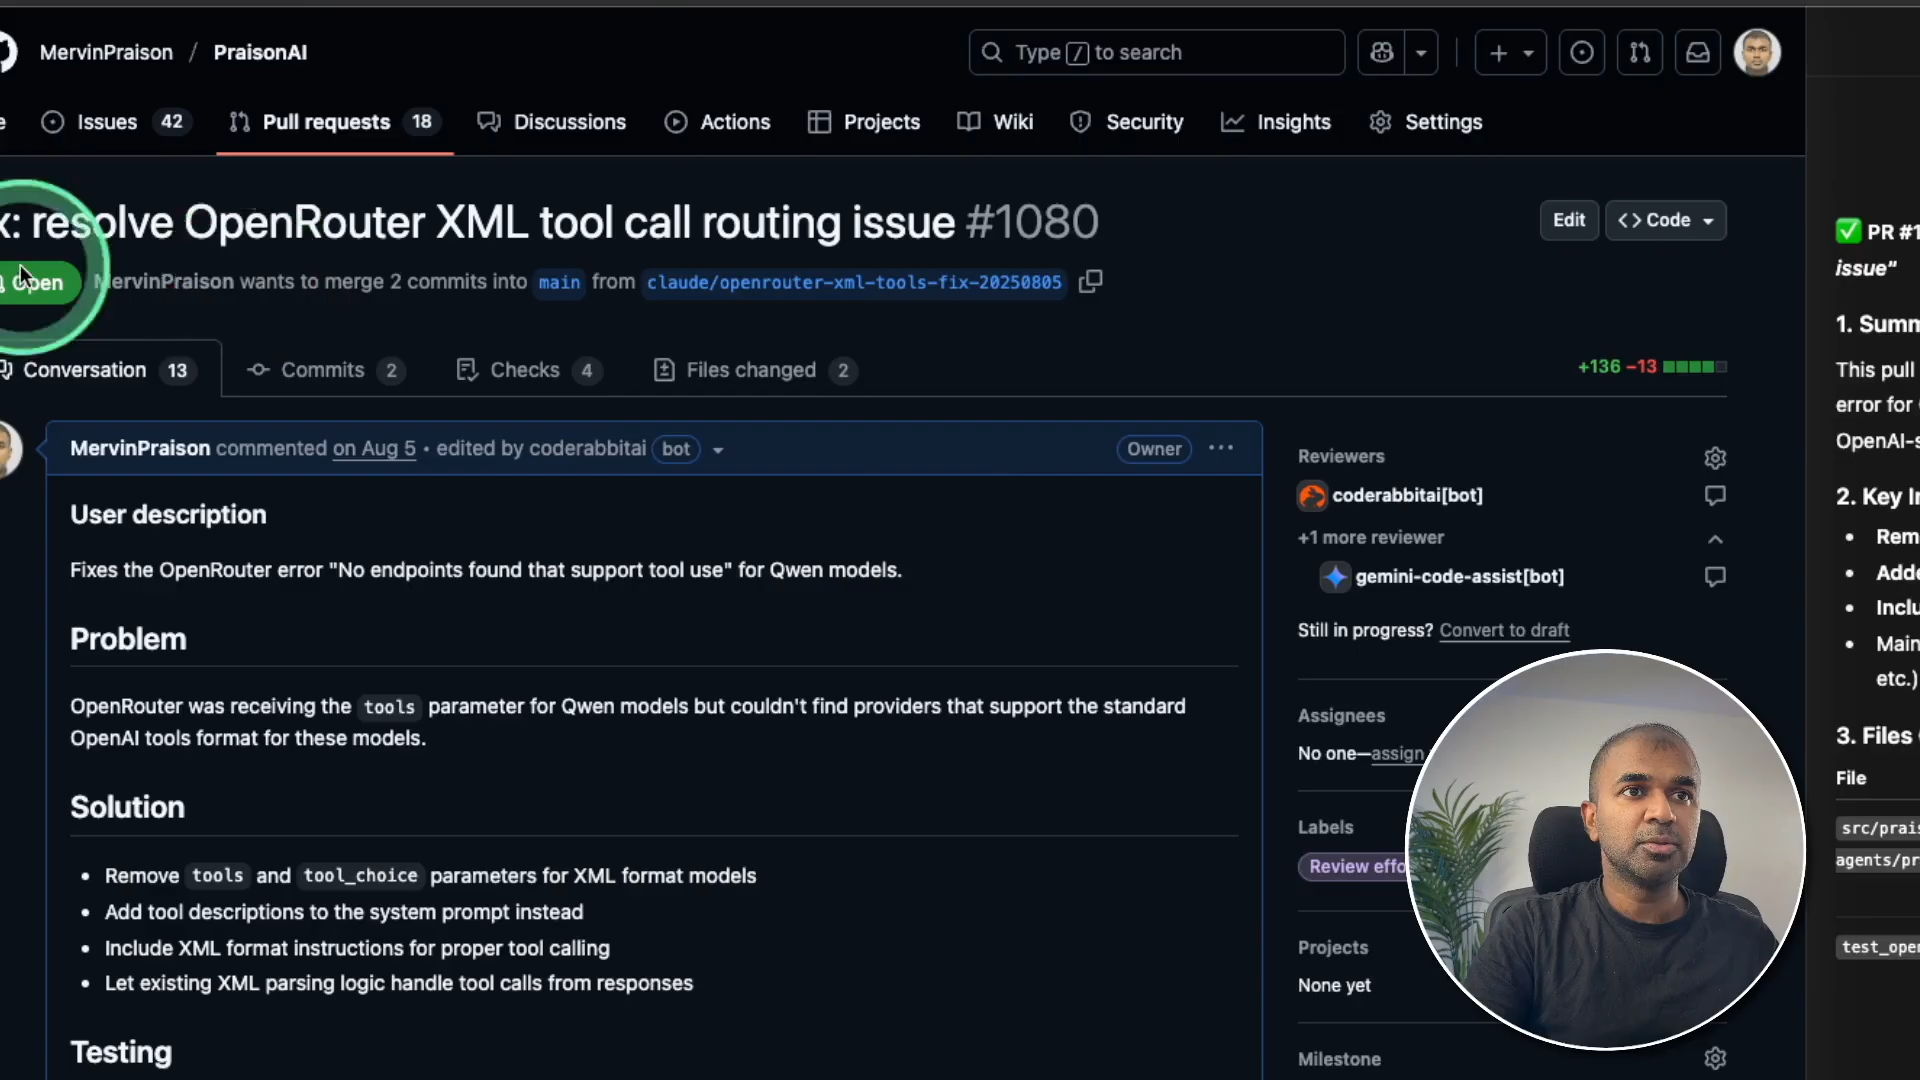 MervinPraison / PraisonAI
Type / to search
Issues 42
Pull requests 18
Discussions
Actions
Projects
Wiki
Security
Insights
Settings
x: resolve OpenRouter XML tool call routing issue #1080
Edit
<> Code
Open
MervinPraison wants to merge 2 commits into main from claude/openrouter-xml-tools-fix-20250805
Conversation 13
Commits 2
Checks 4
Files changed 2
+136 −13
MervinPraison commented on Aug 5 • edited by coderabbitai bot
Owner
User description
Fixes the OpenRouter error "No endpoints found that support tool use" for Qwen models.
Problem
OpenRouter was receiving the tools parameter for Qwen models but couldn't find providers that support the standard
OpenAI tools format for these models.
Solution
• Remove tools and tool_choice parameters for XML format models
• Add tool descriptions to the system prompt instead
• Include XML format instructions for proper tool calling
• Let existing XML parsing logic handle tool calls from responses
Testing
Reviewers
coderabbitai[bot]
+1 more reviewer
gemini-code-assist[bot]
Still in progress? Convert to draft
Assignees
No one—assign
Labels
Review effo
Projects
None yet
Milestone
PR #1
issue"
1. Summ
This pull
error for
OpenAI-s
2. Key In
• Rem
• Adde
• Inclu
• Main
etc.)
3. Files
File
src/prais
agents/pr
test_ope